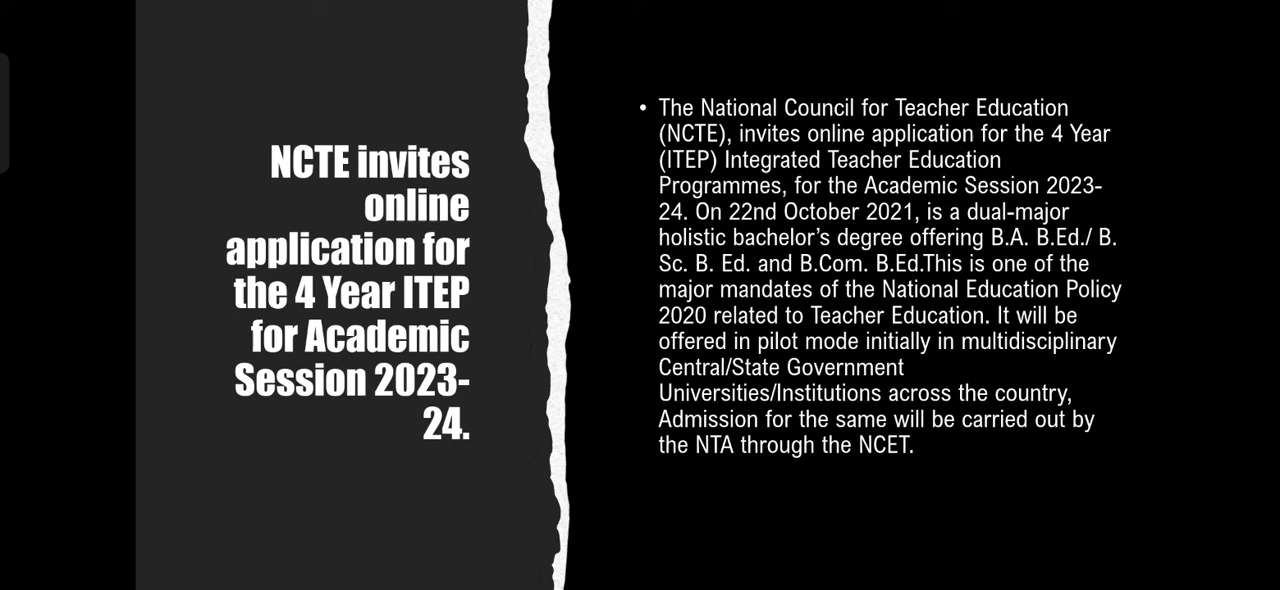 NCTE invites
online
application for
the 4 Year ITEP
for Academic
Session 2023-
24.
• The National Council for Teacher Education
(NCTE), invites online application for the 4 Year
(ITEP) Integrated Teacher Education
Programmes, for the Academic Session 2023-
24. On 22nd October 2021, is a dual-major
holistic bachelor’s degree offering B.A. B.Ed./ B.
Sc. B. Ed. and B.Com. B.Ed.This is one of the
major mandates of the National Education Policy
2020 related to Teacher Education. It will be
offered in pilot mode initially in multidisciplinary
Central/State Government
Universities/Institutions across the country,
Admission for the same will be carried out by
the NTA through the NCET.